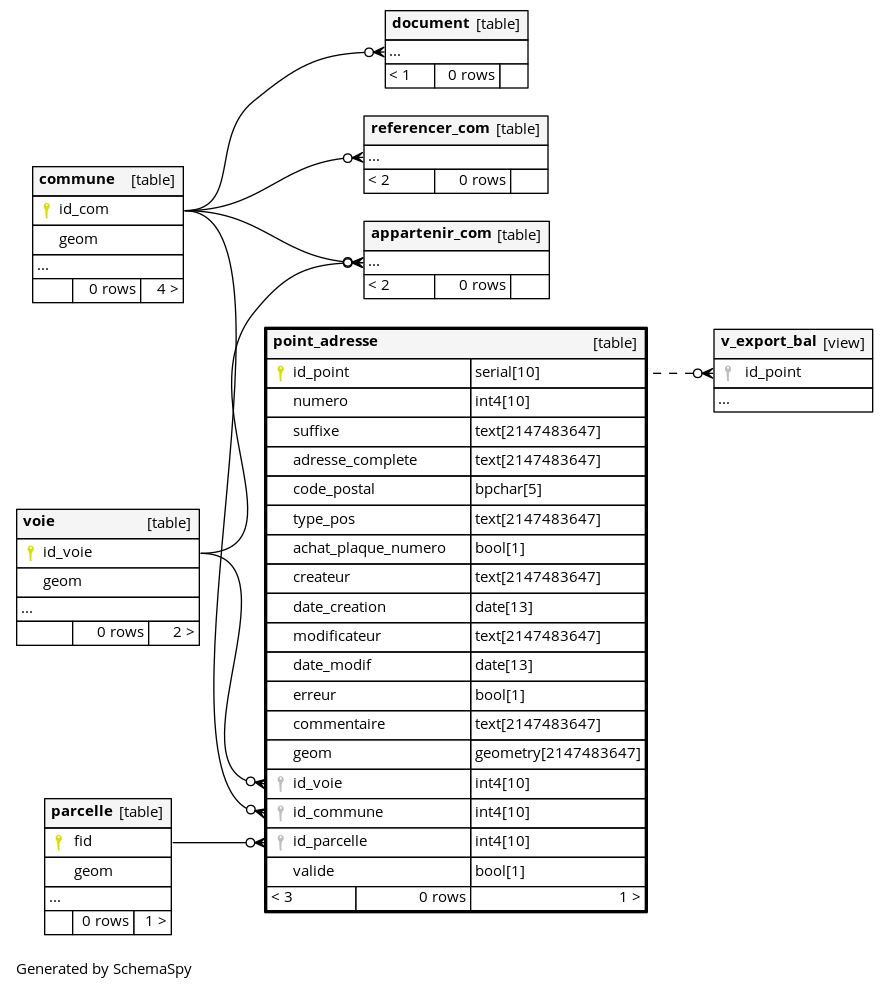 document [table]
...
< 1 0 rows
referencer_com [table]
...
< 2 0 rows
commune [table]
id_com
geom
...
0 rows 4 >
appartenir_com [table]
...
< 2 0 rows
point_adresse [table]
id_point serial[10]
numero int4[10]
suffixe text[2147483647]
adresse_complete text[2147483647]
code_postal bpchar[5]
type_pos text[2147483647]
achat_plaque_numero bool[1]
createur text[2147483647]
date_creation date[13]
modificateur text[2147483647]
date_modif date[13]
erreur bool[1]
commentaire text[2147483647]
geom geometry[2147483647]
id_voie int4[10]
id_commune int4[10]
id_parcelle int4[10]
valide bool[1]
< 3 0 rows 1 >
v_export_bal [view]
id_point
...
voie [table]
id_voie
geom
...
0 rows 2 >
parcelle [table]
fid
geom
...
0 rows 1 >
Generated by SchemaSpy